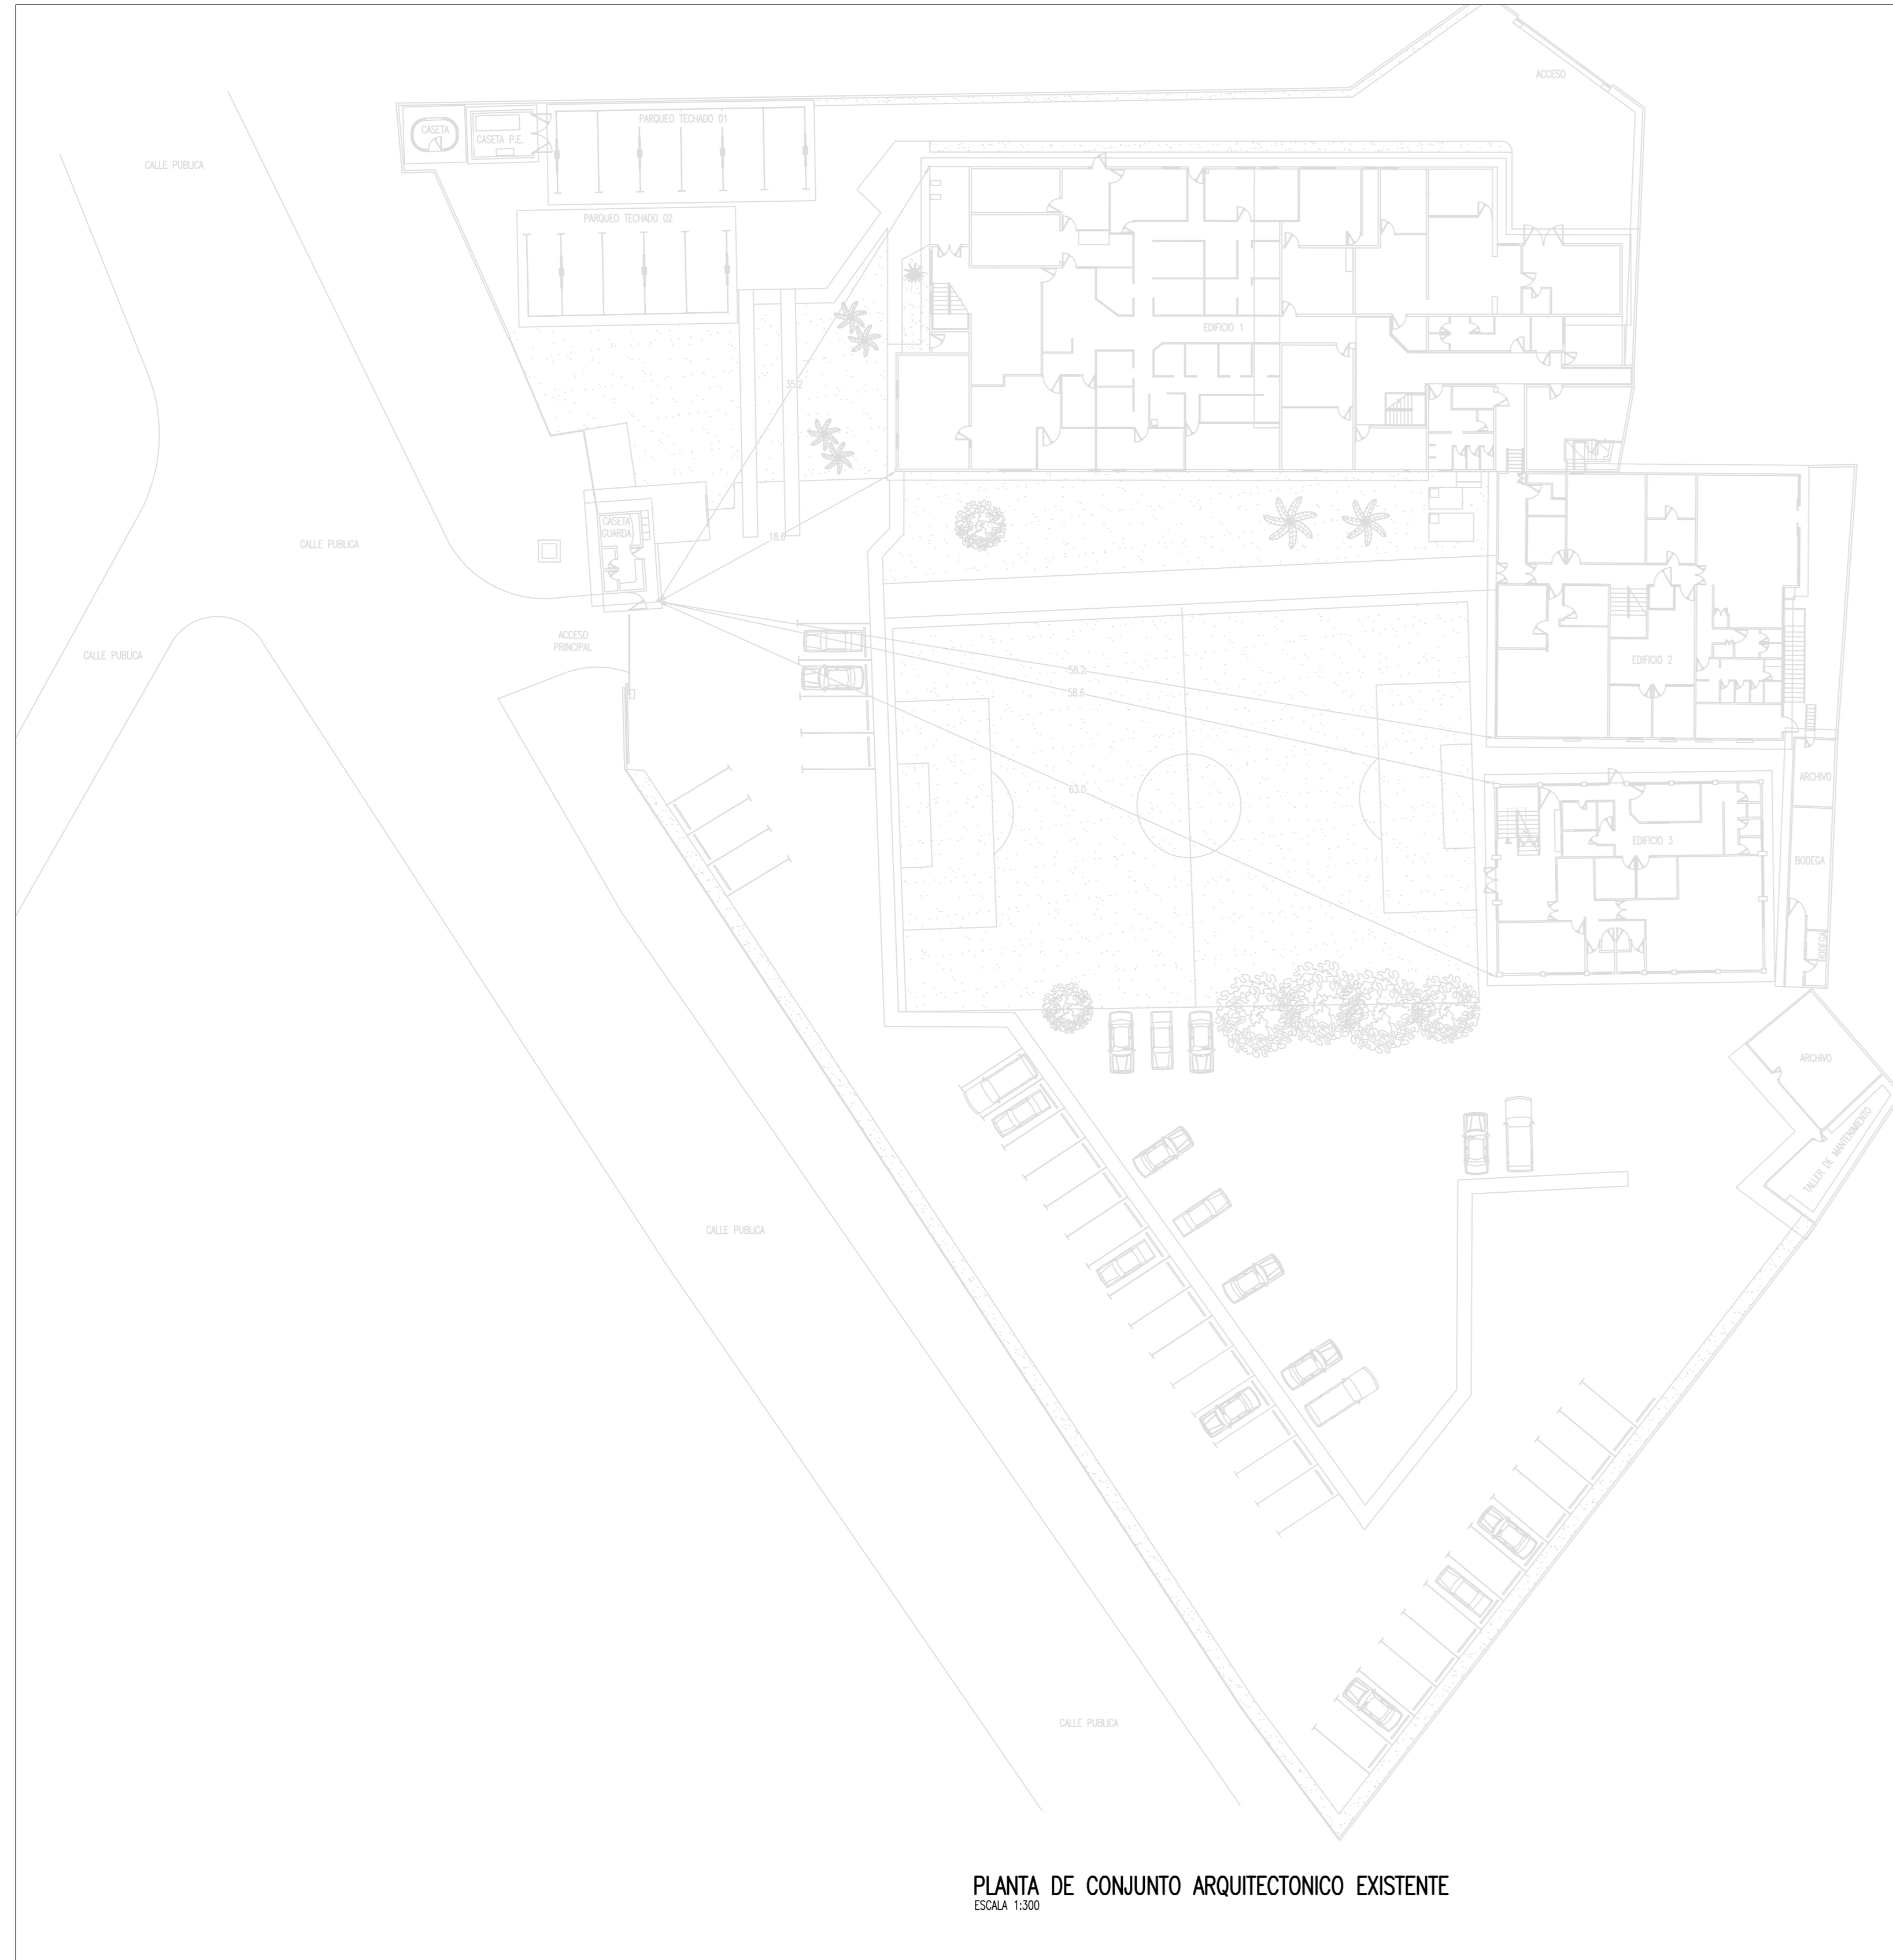 ACCESO
CASETA
CASETA P.E.
PARQUEO TECHADO 01
CALLE PUBLICA
PARQUEO TECHADO 02
EDIFICIO 1
35.2
CASETA
GUARDA
18.6
CALLE PUBLICA
ACCESO
PRINCIPAL
CALLE PUBLICA
58.2
EDIFICIO 2
58.6
ARCHIVO
63.0
EDIFICIO 3
BODEGA
BODEGA
ARCHIVO
TALLER DE MANTENIMIENTO
CALLE PUBLICA
CALLE PUBLICA
PLANTA DE CONJUNTO ARQUITECTONICO EXISTENTE
ESCALA 1:300